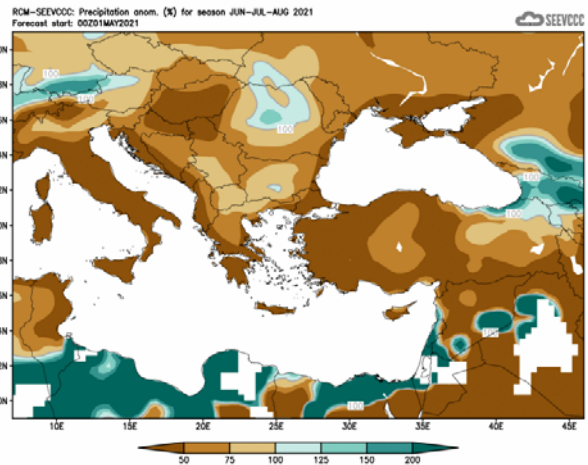 RCM-SEEVCCC: Precipitation anom. (%) for season JUN-JUL-AUG 2021
Forecast start: 00Z01MAY2021
SEEVCCC
100
100
100
100
100
100
10E 15E 20E 25E 30E 35E 40E 45E
50 75 100 125 150 200